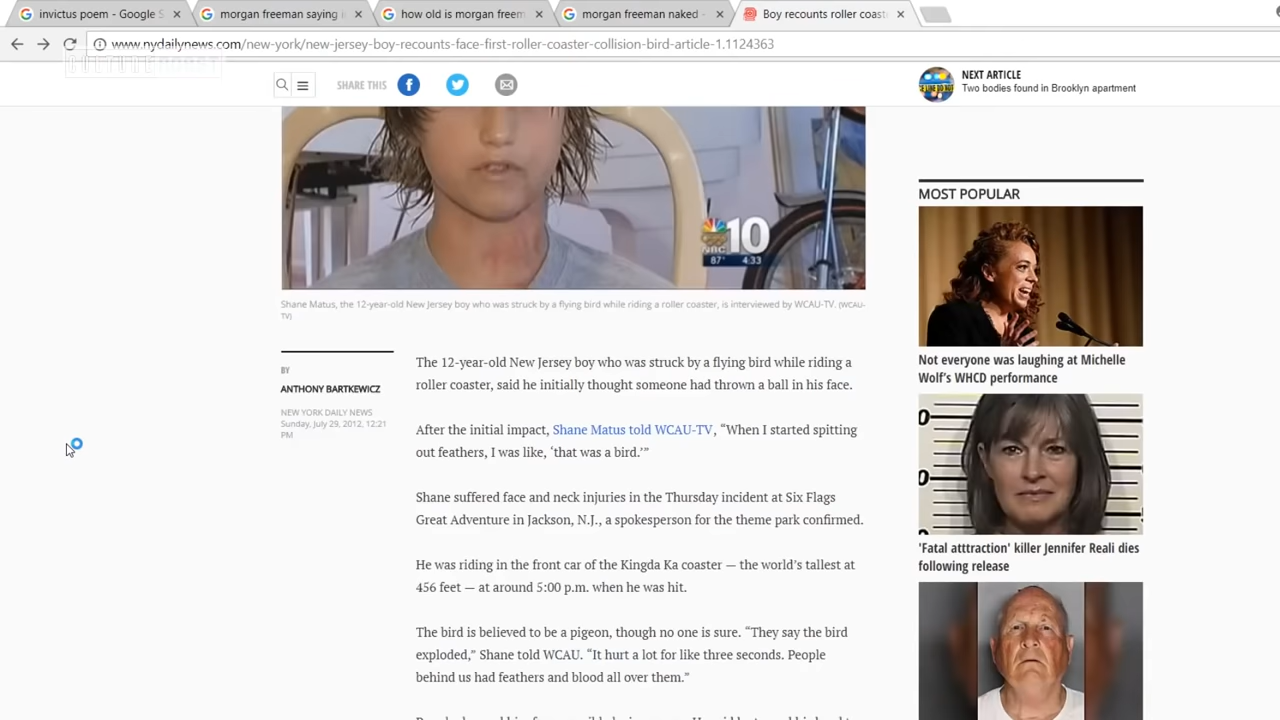 invictus poem - Google S
morgan freeman saying i
how old is morgan freem
morgan freeman naked -
Boy recounts roller coast
www.nydailynews.com/new-york/new-jersey-boy-recounts-face-first-roller-coaster-collision-bird-article-1.1124363
CULTURE ROAST
SHARE THIS
NEXT ARTICLE
Two bodies found in Brooklyn apartment
NBC 10
87° 4:33
Shane Matus, the 12-year-old New Jersey boy who was struck by a flying bird while riding a roller coaster, is interviewed by WCAU-TV. (WCAU-
TV)
BY
ANTHONY BARTKEWICZ
NEW YORK DAILY NEWS
Sunday, July 29, 2012, 12:21
PM
The 12-year-old New Jersey boy who was struck by a flying bird while riding a
roller coaster, said he initially thought someone had thrown a ball in his face.
After the initial impact, Shane Matus told WCAU-TV, “When I started spitting
out feathers, I was like, ‘that was a bird.’”
Shane suffered face and neck injuries in the Thursday incident at Six Flags
Great Adventure in Jackson, N.J., a spokesperson for the theme park confirmed.
He was riding in the front car of the Kingda Ka coaster — the world’s tallest at
456 feet — at around 5:00 p.m. when he was hit.
The bird is believed to be a pigeon, though no one is sure. “They say the bird
exploded,” Shane told WCAU. “It hurt a lot for like three seconds. People
behind us had feathers and blood all over them.”
MOST POPULAR
Not everyone was laughing at Michelle
Wolf’s WHCD performance
'Fatal atttraction' killer Jennifer Reali dies
following release